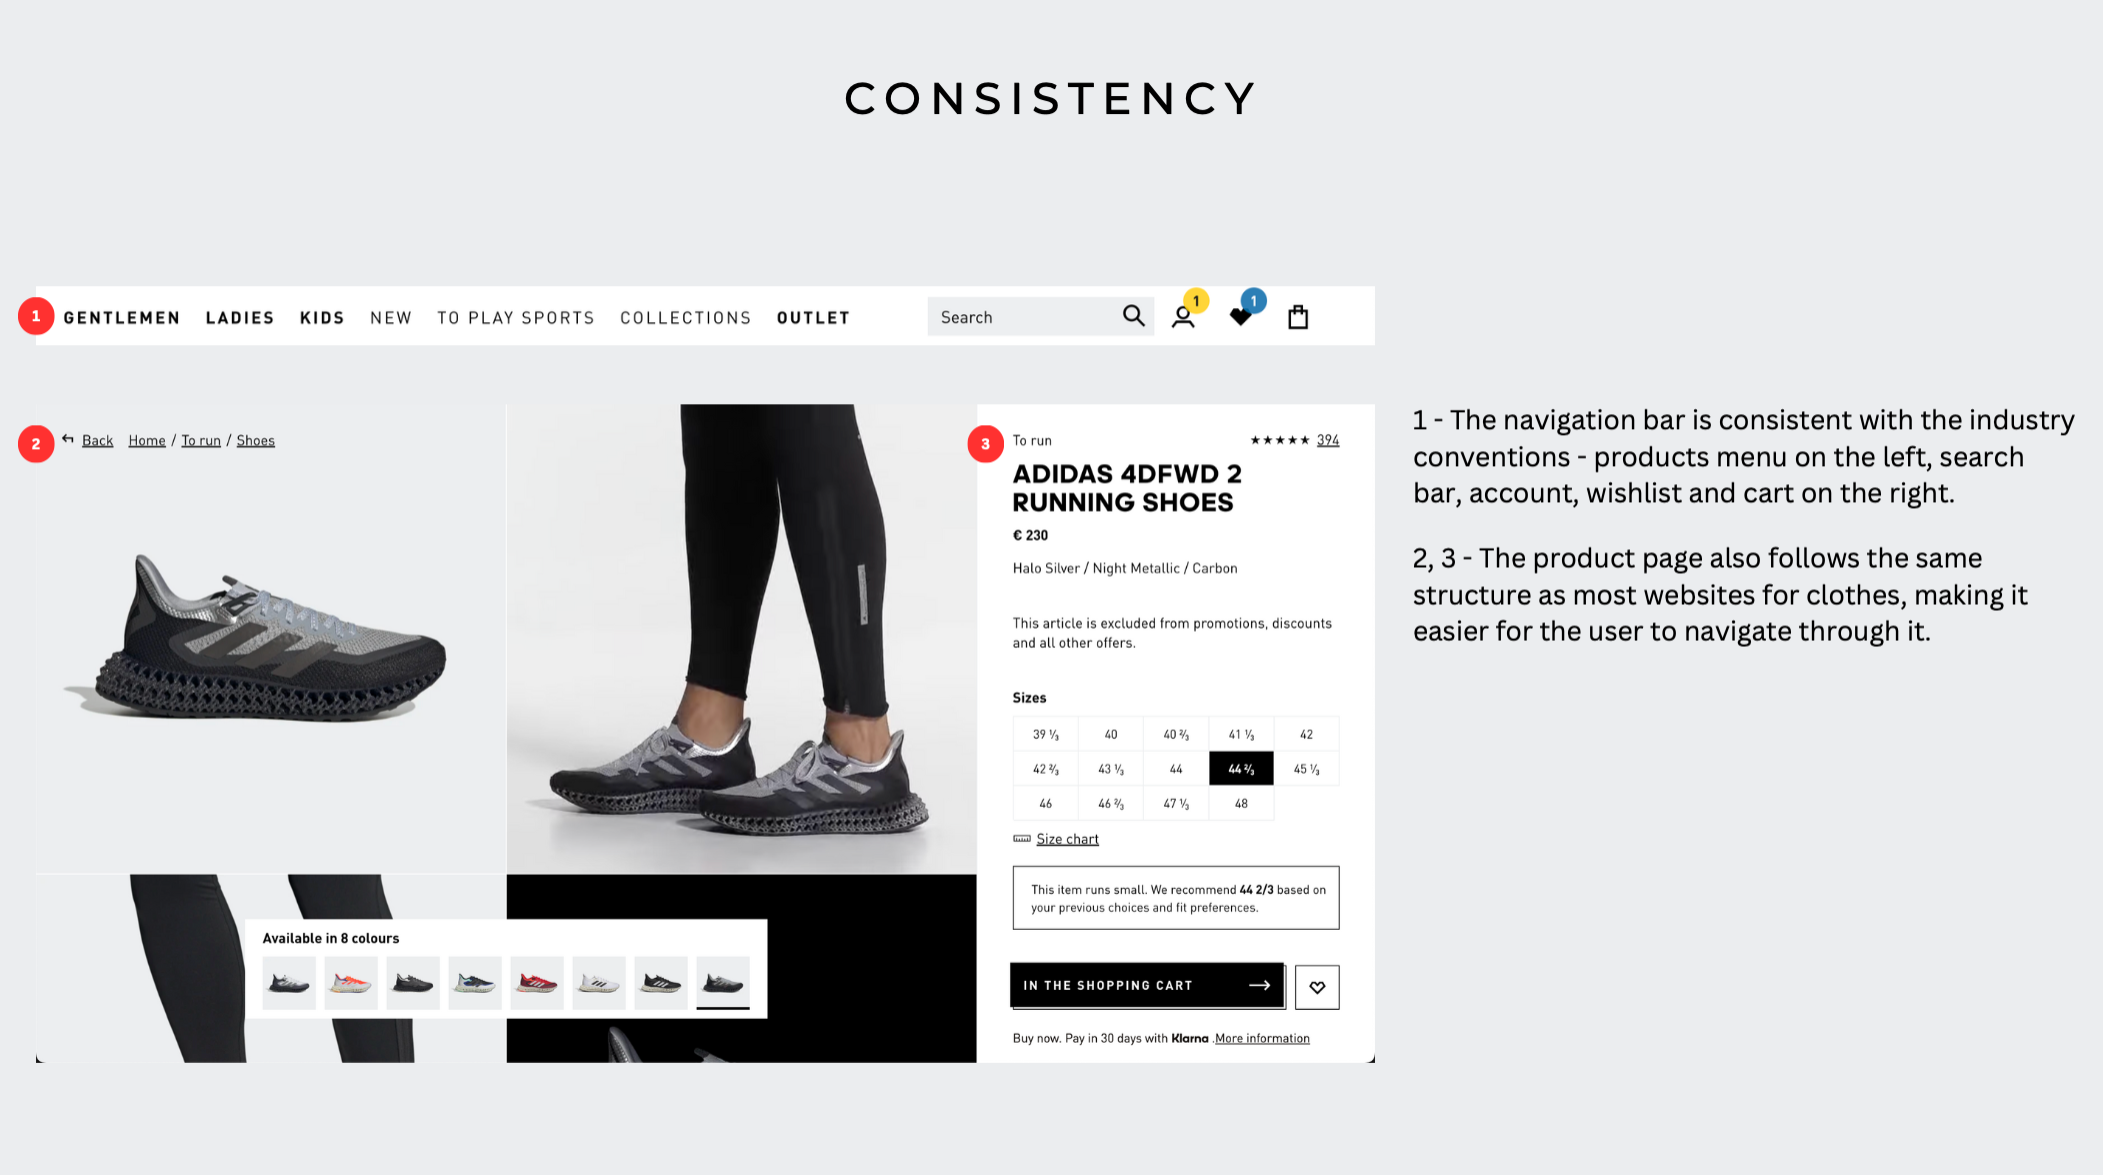 CONSISTENCY
1 GENTLEMEN LADIES KIDS NEW TO PLAY SPORTS COLLECTIONS OUTLET Search 1 1
2 Back Home / To run / Shoes
3 To run ★★★★★ 394
ADIDAS 4DFWD 2
RUNNING SHOES
€ 230
Halo Silver / Night Metallic / Carbon
This article is excluded from promotions, discounts
and all other offers.
Sizes
39 ⅓ 40 40 ⅔ 41 ⅓ 42
42 ⅔ 43 ⅓ 44 44 ⅔ 45 ⅓
46 46 ⅔ 47 ⅓ 48
Size chart
This item runs small. We recommend 44 2/3 based on
your previous choices and fit preferences.
Available in 8 colours
IN THE SHOPPING CART
Buy now. Pay in 30 days with Klarna .More information
1 - The navigation bar is consistent with the industry
conventions - products menu on the left, search
bar, account, wishlist and cart on the right.
2, 3 - The product page also follows the same
structure as most websites for clothes, making it
easier for the user to navigate through it.